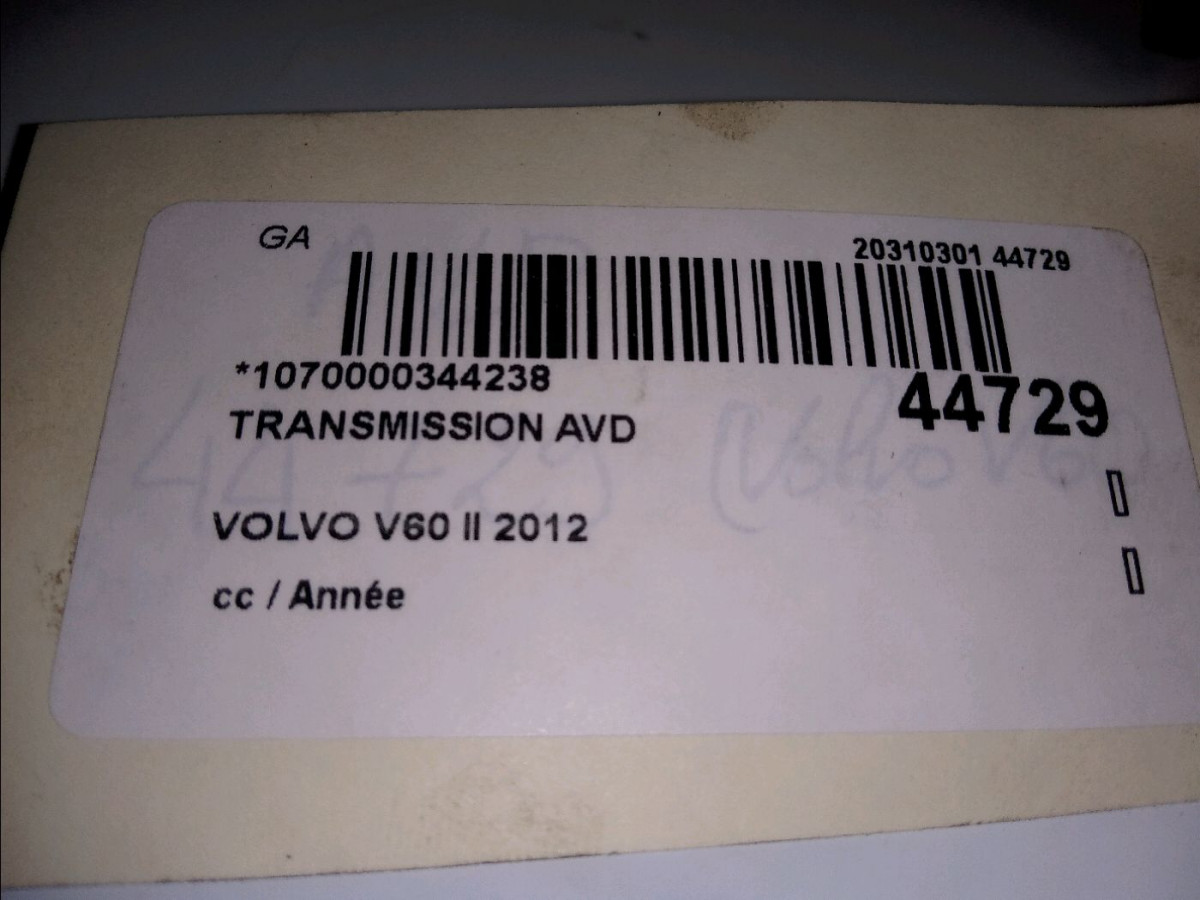 GA
20310301 44729
*1070000344238
44729
TRANSMISSION AVD
VOLVO V60 II 2012
cc / Année